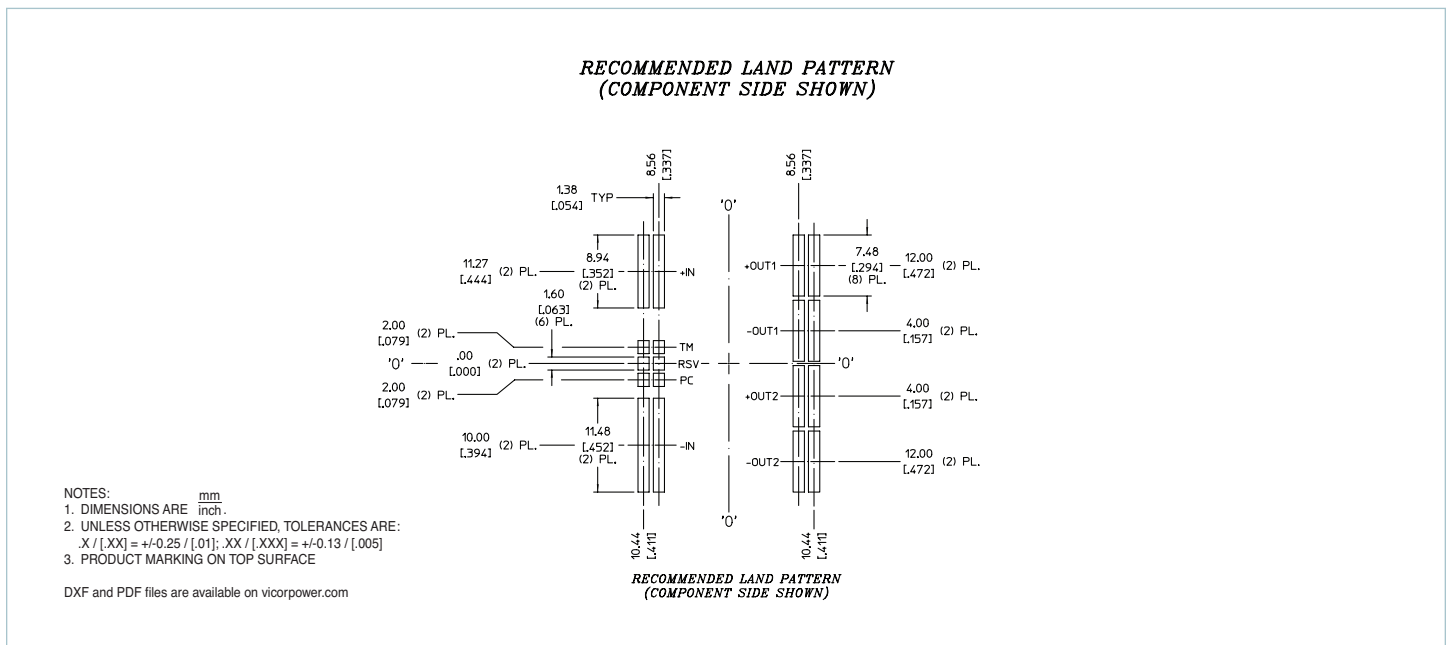 RECOMMENDED LAND PATTERN
(COMPONENT SIDE SHOWN)
8.56
[.337]
8.56
[.337]
1.38
[.054]
TYP
'0'
11.27
[.444]
(2) PL.
8.94
[.352]
(2) PL.
+IN
+OUT1
7.48
[.294]
(8) PL.
12.00
[.472]
(2) PL.
1.60
[.063]
(6) PL.
2.00
[.079]
(2) PL.
TM
-OUT1
4.00
[.157]
(2) PL.
'0'
.00
[.000]
(2) PL.
RSV
'0'
2.00
[.079]
(2) PL.
PC
+OUT2
4.00
[.157]
(2) PL.
10.00
[.394]
(2) PL.
11.48
[.452]
(2) PL.
-IN
-OUT2
12.00
[.472]
(2) PL.
'0'
10.44
[.411]
10.44
[.411]
RECOMMENDED LAND PATTERN
(COMPONENT SIDE SHOWN)
NOTES:
1. DIMENSIONS ARE mm/inch.
2. UNLESS OTHERWISE SPECIFIED, TOLERANCES ARE:
.X / [.XX] = +/-0.25 / [.01]; .XX / [.XXX] = +/-0.13 / [.005]
3. PRODUCT MARKING ON TOP SURFACE
DXF and PDF files are available on vicorpower.com